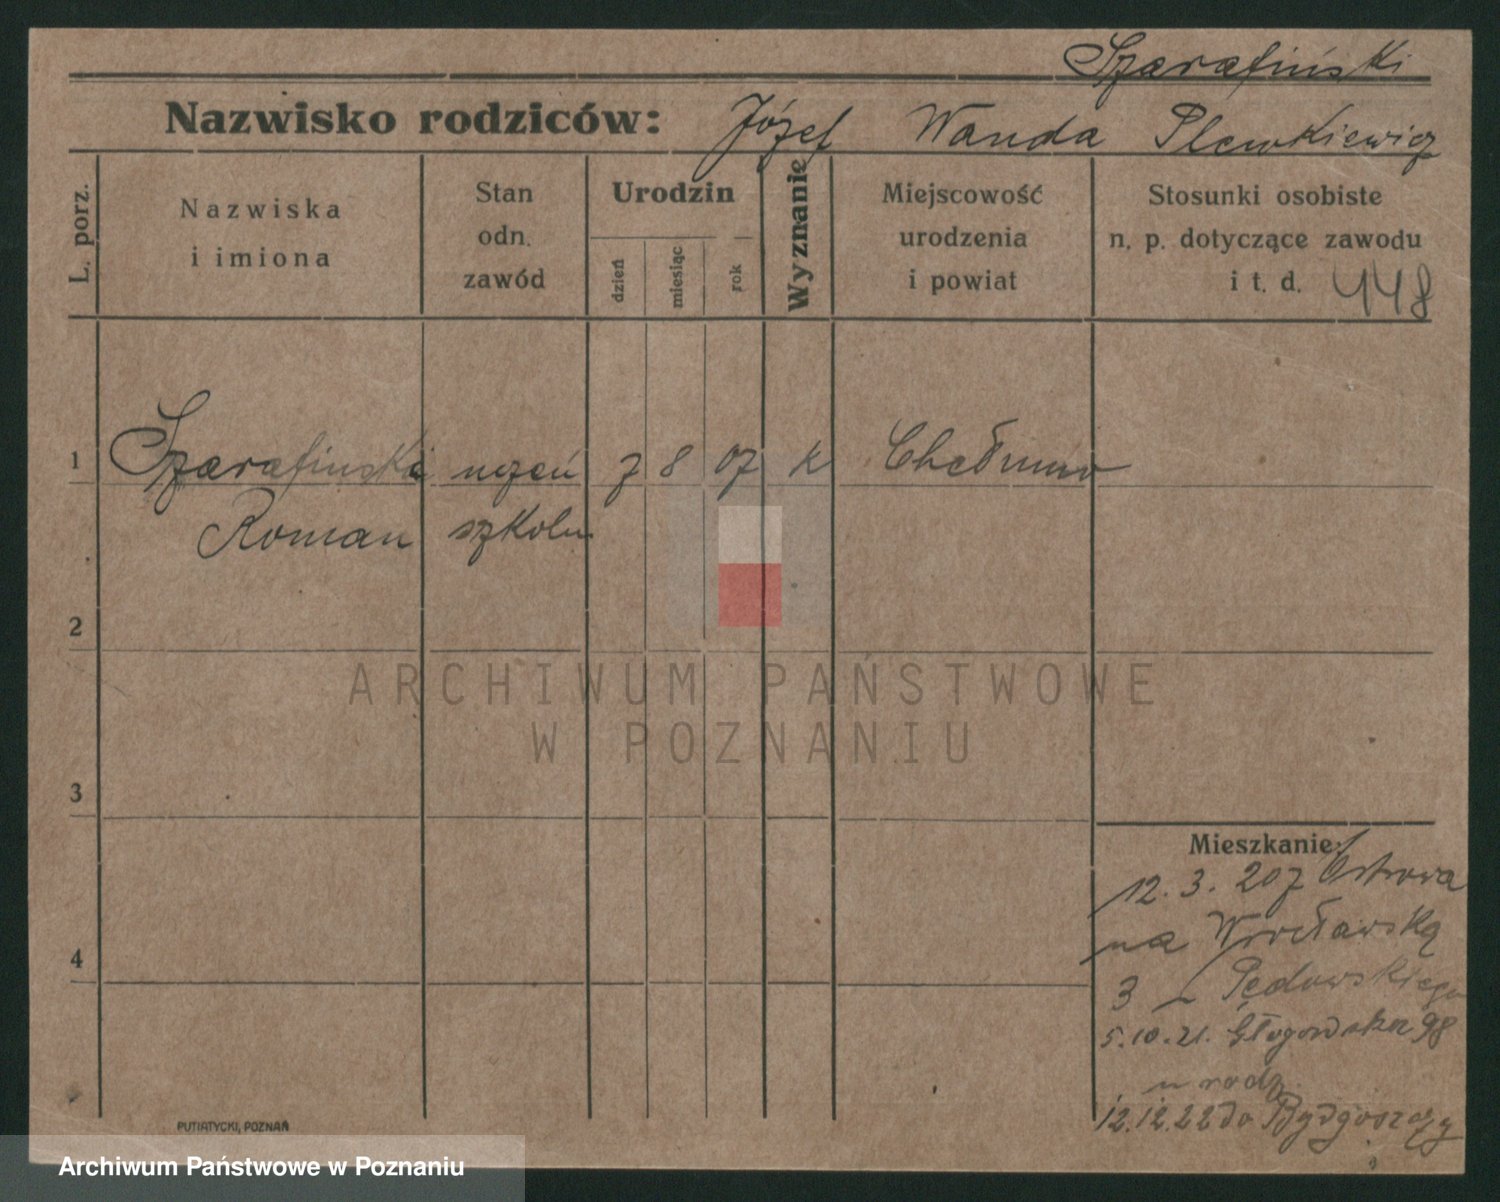 Szarafiński
Nazwisko rodziców: Józef Wanda Plewkiewicz
L. porz.
Nazwiska
i imiona
Stan
odn.
zawód
Urodzin
dzień
miesiąc
rok
Wyznanie
Miejscowość
urodzenia
i powiat
Stosunki osobiste
n. p. dotyczące zawodu
i t. d. 448
1 Szarafiński uczeń 7 8 07 k Chełmno
Roman szkoln
2
ARCHIWUM PAŃSTWOWE
W POZNANIU
3
4
Mieszkanie:
12.3.20 z Ostrowa
na Wrocławską
3
5.10.21. Głogowska 98
u rodz.
12.12.22 do Bydgoszczy
PUTIATYCKI, POZNAŃ
Archiwum Państwowe w Poznaniu